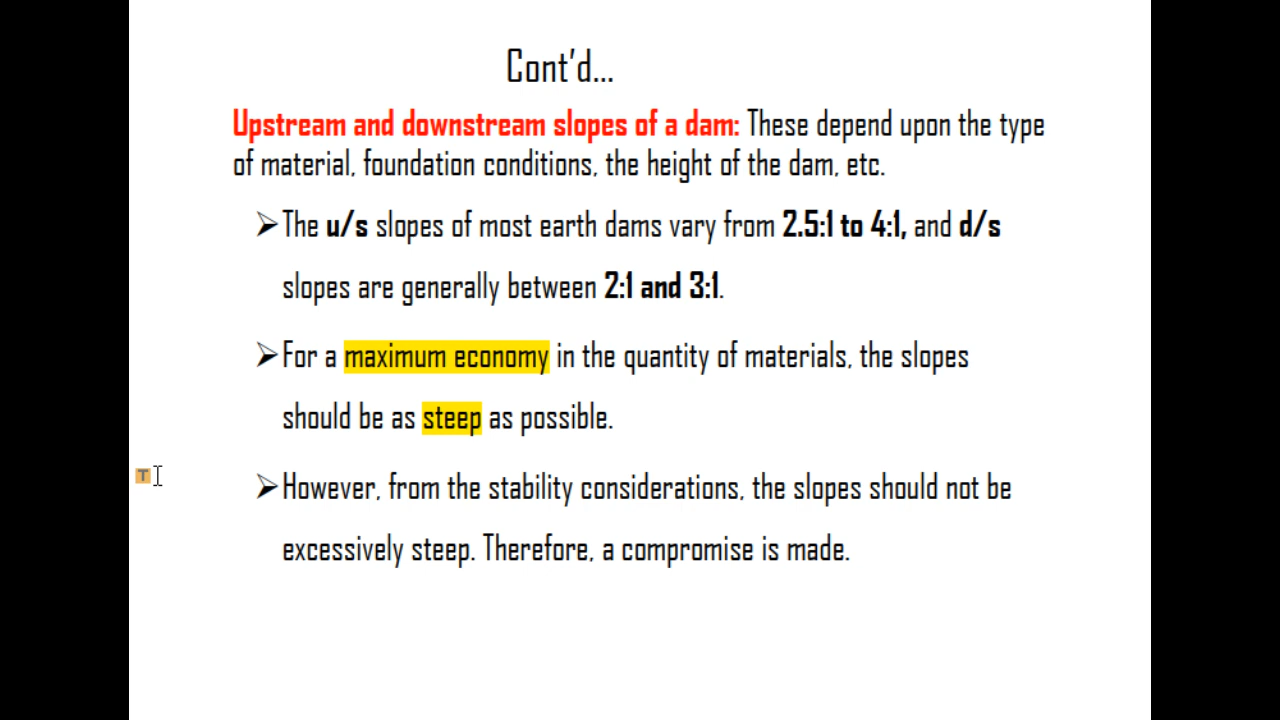 Cont'd...
Upstream and downstream slopes of a dam: These depend upon the type
of material, foundation conditions, the height of the dam, etc.
➢The u/s slopes of most earth dams vary from 2.5:1 to 4:1, and d/s
slopes are generally between 2:1 and 3:1.
➢For a maximum economy in the quantity of materials, the slopes
should be as steep as possible.
T
➢However, from the stability considerations, the slopes should not be
excessively steep. Therefore, a compromise is made.